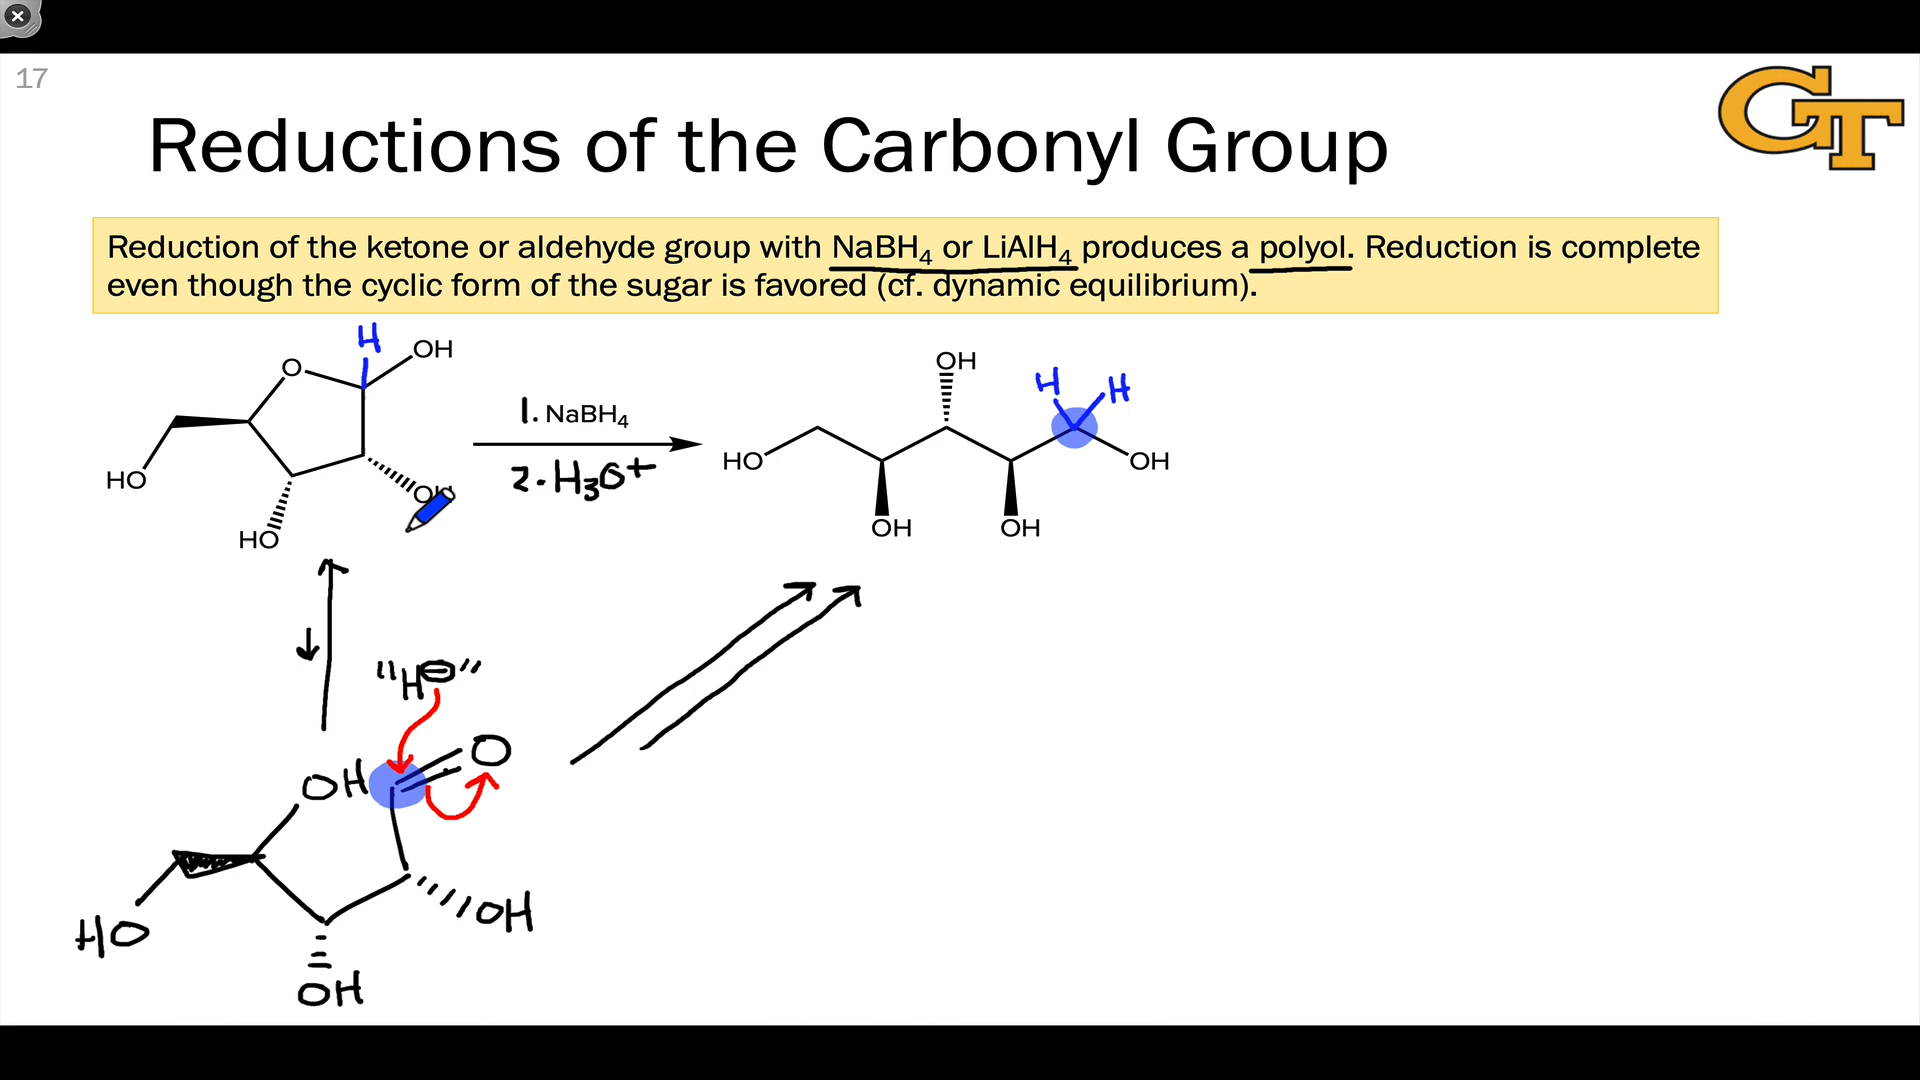 17
GT
Reductions of the Carbonyl Group
Reduction of the ketone or aldehyde group with NaBH₄ or LiAlH₄ produces a polyol. Reduction is complete
even though the cyclic form of the sugar is favored (cf. dynamic equilibrium).
H
OH
O
HO
OH
HO
1. NaBH₄
2. H₃O⁺
OH
H H
HO
OH
OH
OH
"H⊖"
OH
O
HO
OH
OH